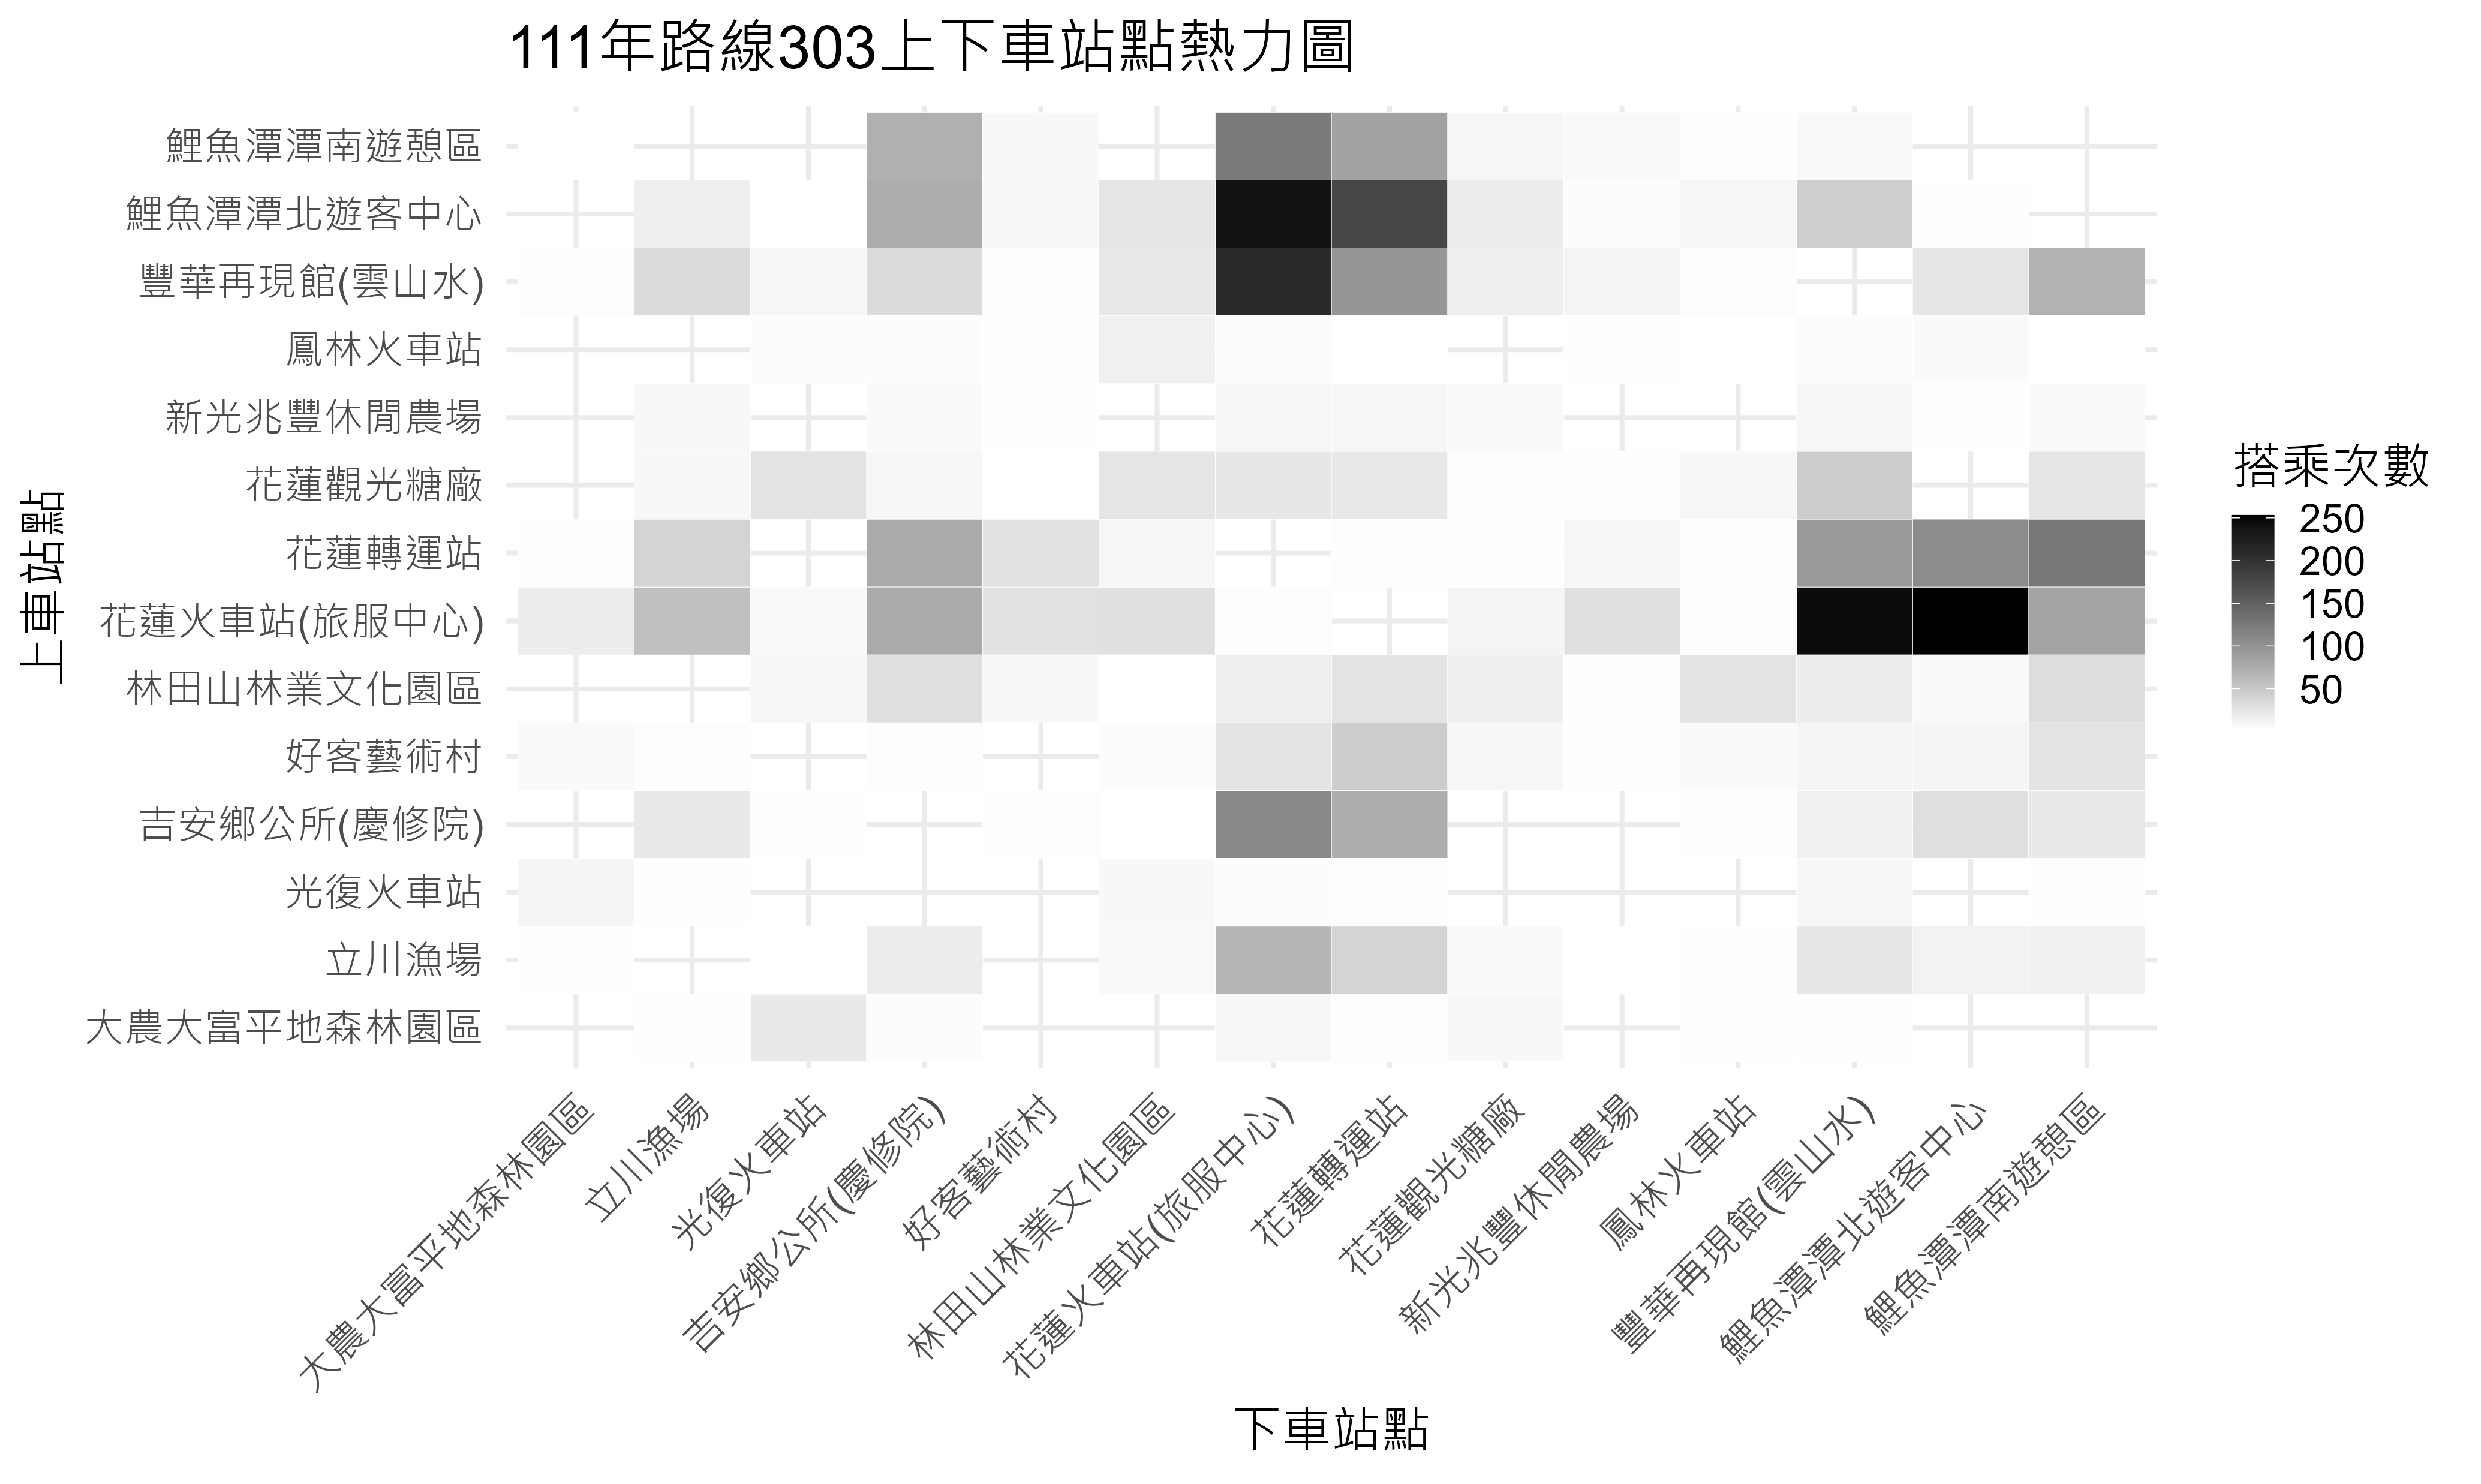 111年路線303上下車站點熱力圖
上車站點
鯉魚潭潭南遊憩區
鯉魚潭潭北遊客中心
豐華再現館(雲山水)
鳳林火車站
新光兆豐休閒農場
花蓮觀光糖廠
花蓮轉運站
花蓮火車站(旅服中心)
林田山林業文化園區
好客藝術村
吉安鄉公所(慶修院)
光復火車站
立川漁場
大農大富平地森林園區
大農大富平地森林園區
立川漁場
光復火車站
吉安鄉公所(慶修院)
好客藝術村
林田山林業文化園區
花蓮火車站(旅服中心)
花蓮轉運站
花蓮觀光糖廠
新光兆豐休閒農場
鳳林火車站
豐華再現館(雲山水)
鯉魚潭潭北遊客中心
鯉魚潭潭南遊憩區
下車站點
搭乘次數
250
200
150
100
50